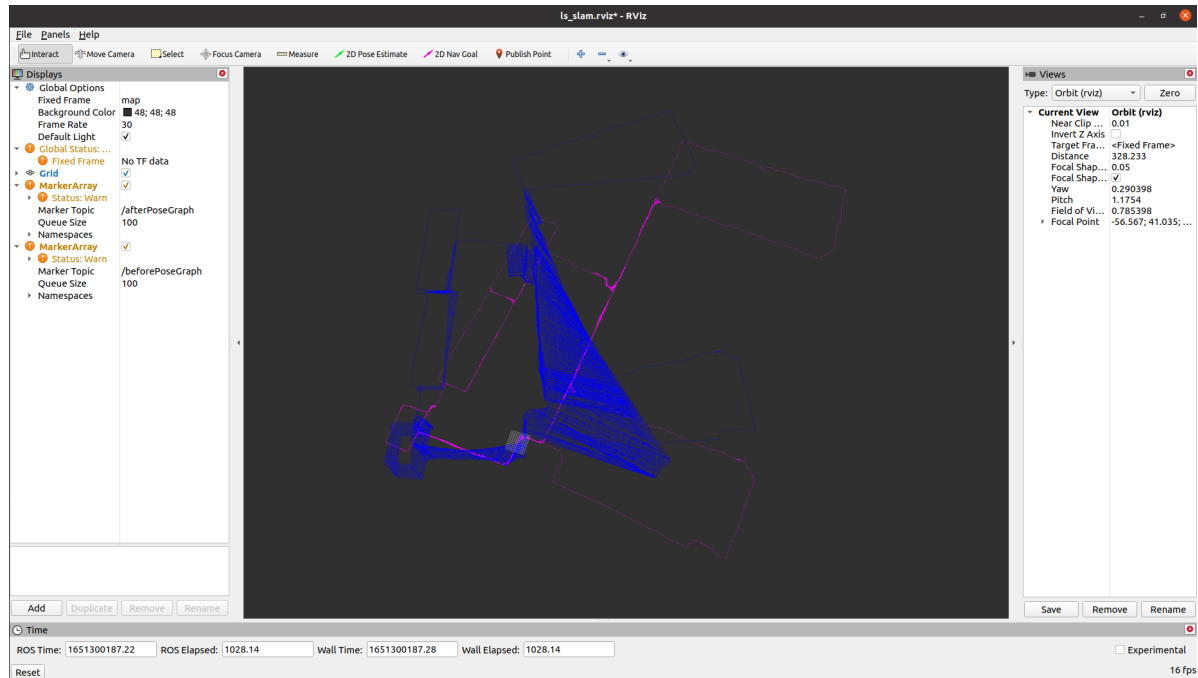 ls_slam.rviz* - RViz
File Panels Help
Interact Move Camera Select Focus Camera Measure 2D Pose Estimate 2D Nav Goal Publish Point
Displays
Global Options
Fixed Frame map
Background Color 48; 48; 48
Frame Rate 30
Default Light
Global Status: ...
Fixed Frame No TF data
Grid
MarkerArray
Status: Warn
Marker Topic /afterPoseGraph
Queue Size 100
Namespaces
MarkerArray
Status: Warn
Marker Topic /beforePoseGraph
Queue Size 100
Namespaces
Add Duplicate Remove Rename
Views
Type: Orbit (rviz) Zero
Current View Orbit (rviz)
Near Clip ... 0.01
Invert Z Axis
Target Fra... <Fixed Frame>
Distance 328.233
Focal Shap... 0.05
Focal Shap...
Yaw 0.290398
Pitch 1.1754
Field of Vi... 0.785398
Focal Point -56.567; 41.035; ...
Save Remove Rename
Time
ROS Time: 1651300187.22 ROS Elapsed: 1028.14 Wall Time: 1651300187.28 Wall Elapsed: 1028.14 Experimental
Reset 16 fps